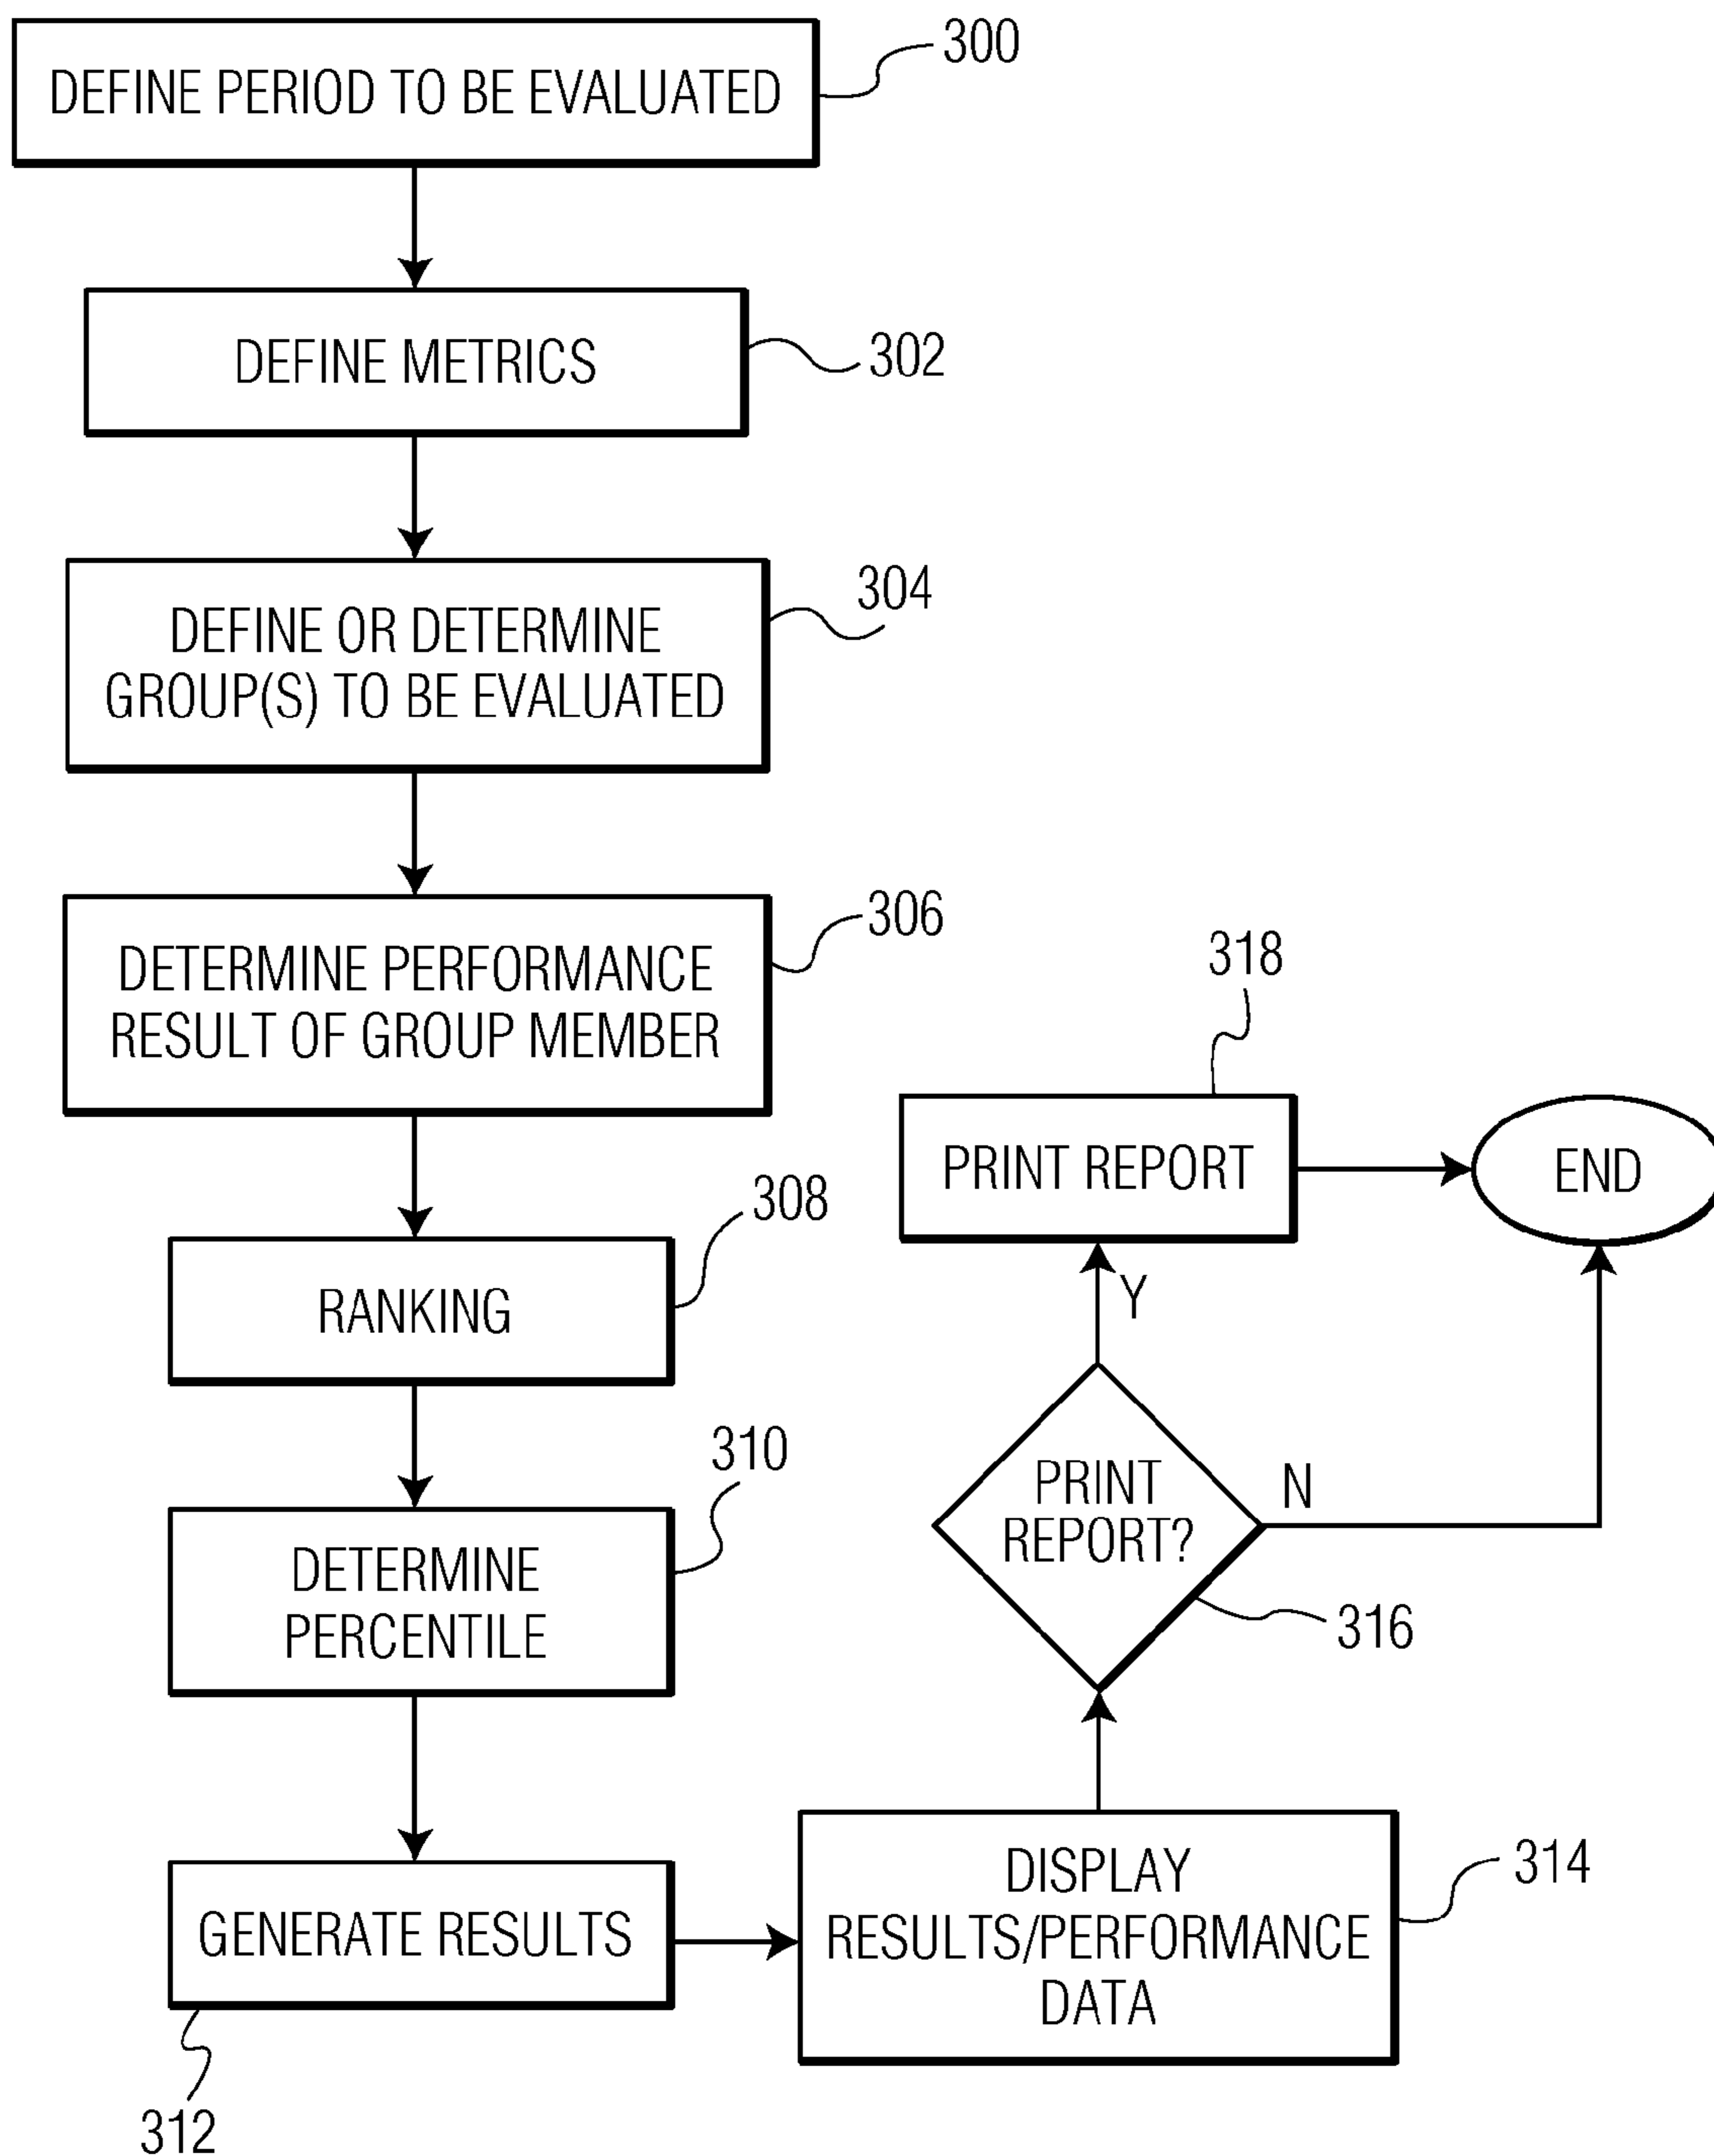 DEFINE PERIOD TO BE EVALUATED
300
DEFINE METRICS
302
DEFINE OR DETERMINE
GROUP(S) TO BE EVALUATED
304
DETERMINE PERFORMANCE
RESULT OF GROUP MEMBER
306
RANKING
308
DETERMINE
PERCENTILE
310
GENERATE RESULTS
312
DISPLAY
RESULTS/PERFORMANCE
DATA
314
PRINT
REPORT?
316
Y
N
PRINT REPORT
318
END